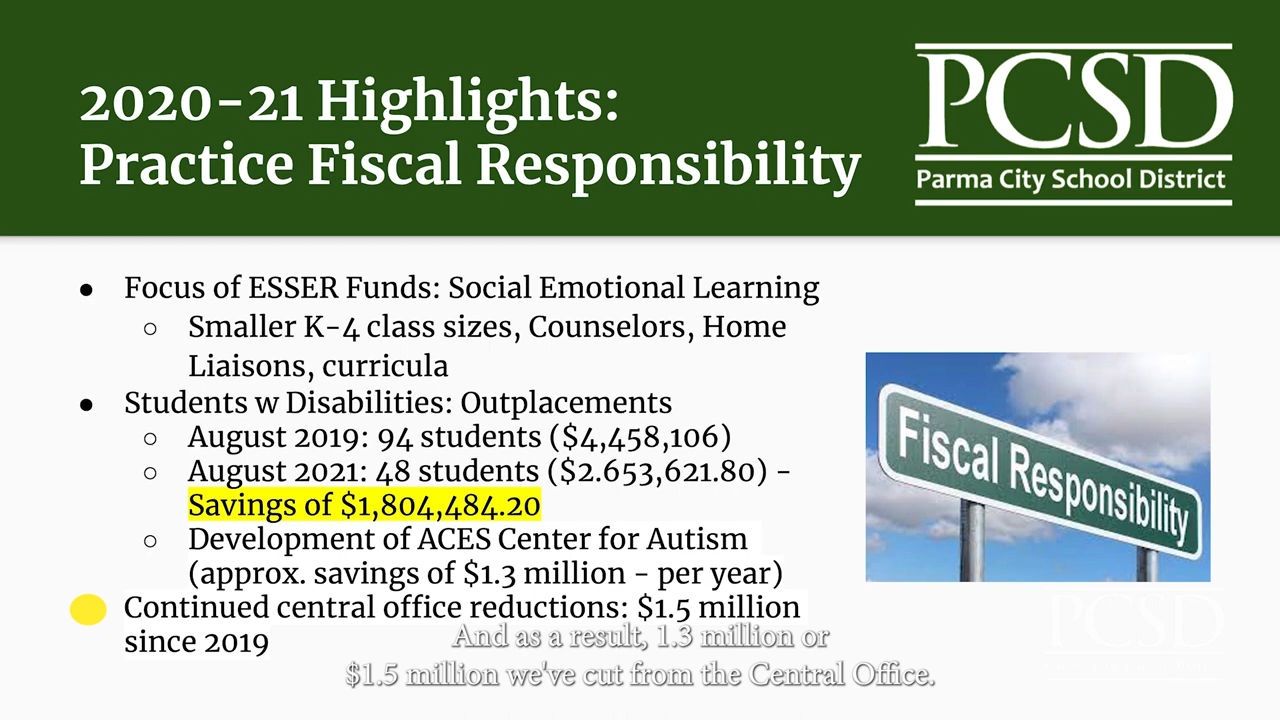 2020-21 Highlights:
Practice Fiscal Responsibility
PCSD
Parma City School District
● Focus of ESSER Funds: Social Emotional Learning
○ Smaller K-4 class sizes, Counselors, Home
Liaisons, curricula
● Students w Disabilities: Outplacements
○ August 2019: 94 students ($4,458,106)
○ August 2021: 48 students ($2.653,621.80) -
Savings of $1,804,484.20
○ Development of ACES Center for Autism
(approx. savings of $1.3 million - per year)
Continued central office reductions: $1.5 million
since 2019
Fiscal Responsibility
PCSD
And as a result, 1.3 million or
$1.5 million we've cut from the Central Office.